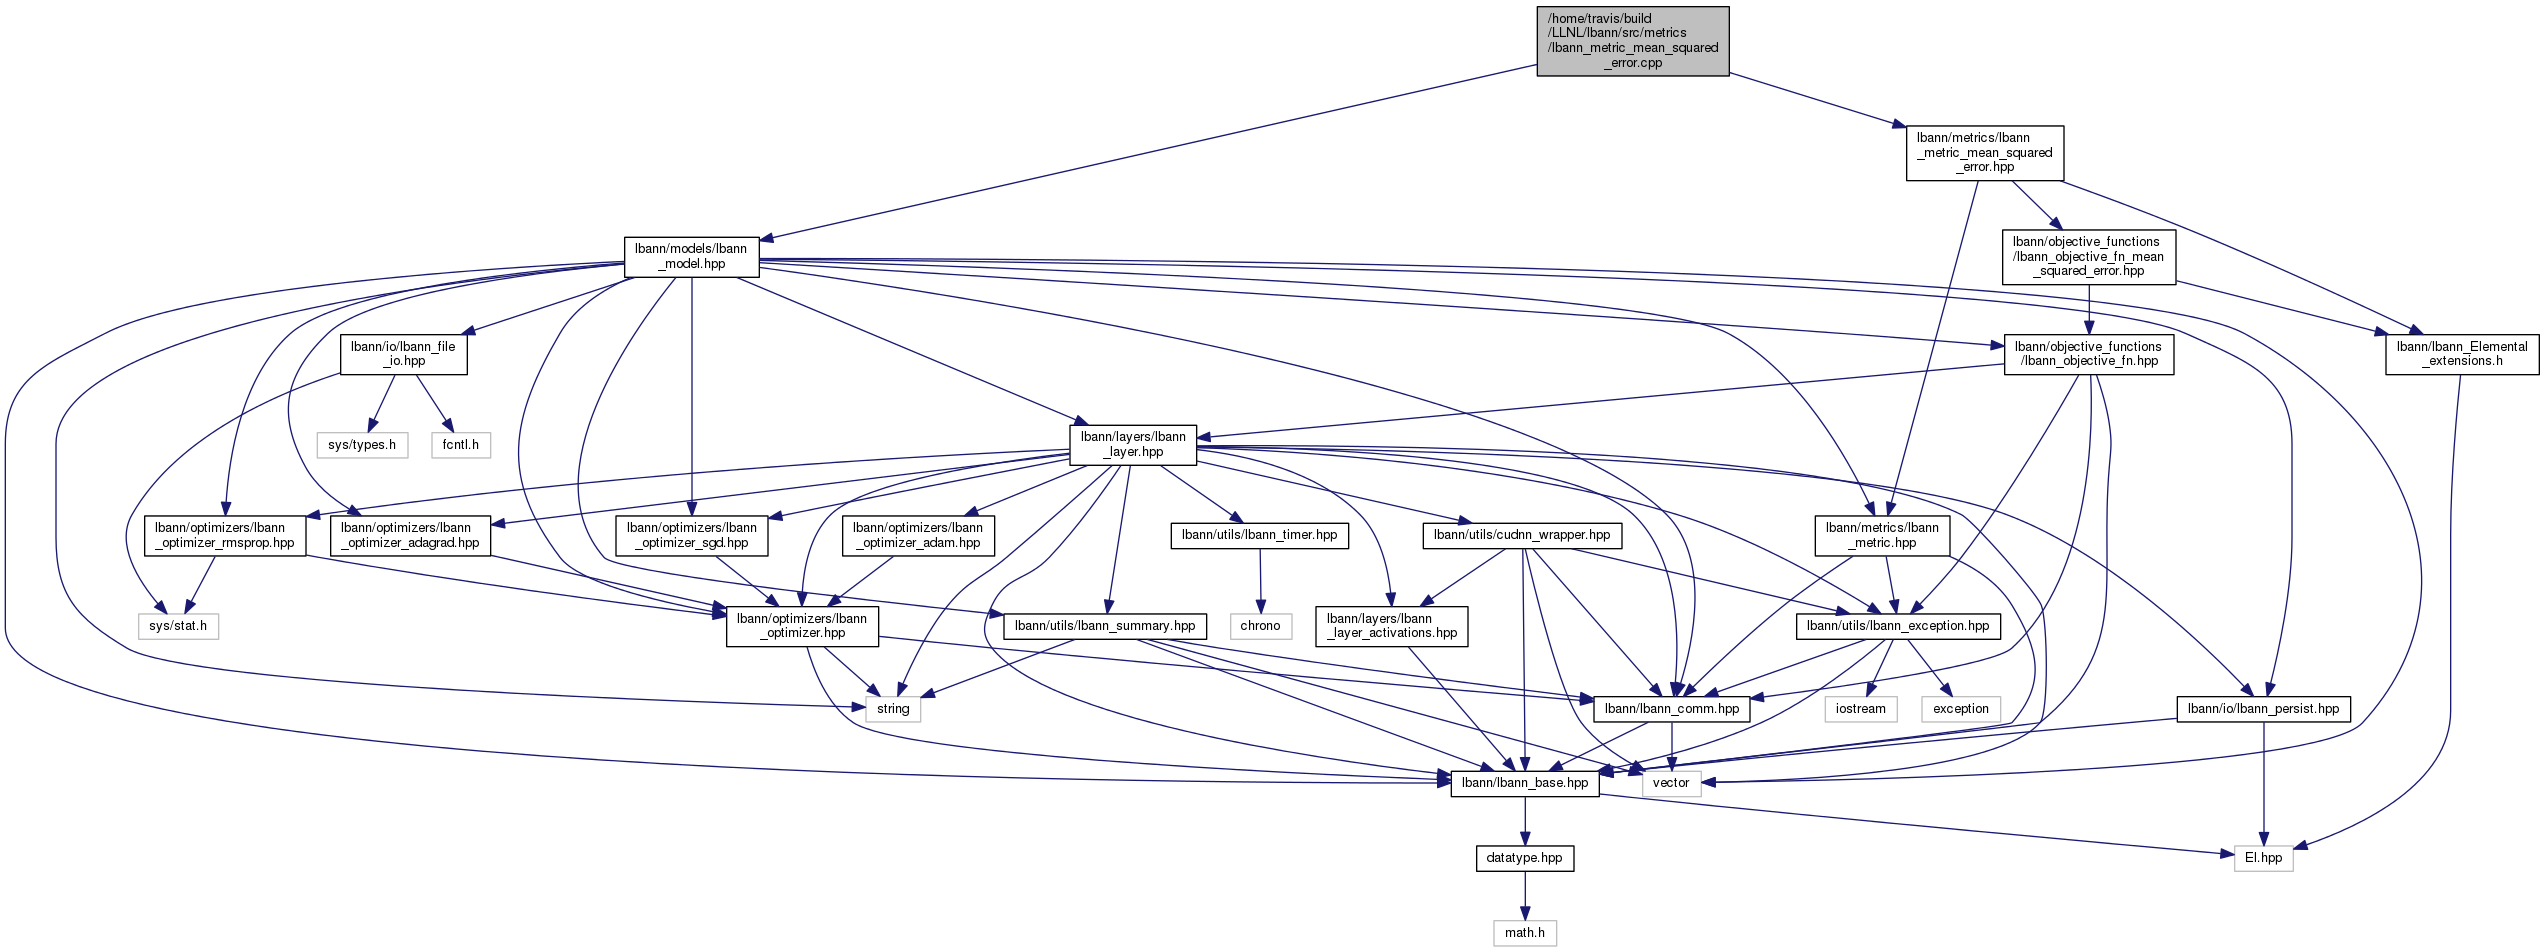 /home/travis/build
/LLNL/lbann/src/metrics
/lbann_metric_mean_squared
_error.cpp
lbann/metrics/lbann
_metric_mean_squared
_error.hpp
lbann/models/lbann
_model.hpp
lbann/objective_functions
/lbann_objective_fn_mean
_squared_error.hpp
lbann/io/lbann_file
_io.hpp
lbann/objective_functions
/lbann_objective_fn.hpp
lbann/lbann_Elemental
_extensions.h
sys/types.h
fcntl.h
lbann/layers/lbann
_layer.hpp
lbann/optimizers/lbann
_optimizer_rmsprop.hpp
lbann/optimizers/lbann
_optimizer_adagrad.hpp
lbann/optimizers/lbann
_optimizer_sgd.hpp
lbann/optimizers/lbann
_optimizer_adam.hpp
lbann/utils/lbann_timer.hpp
lbann/utils/cudnn_wrapper.hpp
lbann/metrics/lbann
_metric.hpp
sys/stat.h
lbann/optimizers/lbann
_optimizer.hpp
lbann/utils/lbann_summary.hpp
chrono
lbann/layers/lbann
_layer_activations.hpp
lbann/utils/lbann_exception.hpp
string
lbann/lbann_comm.hpp
iostream
exception
lbann/io/lbann_persist.hpp
lbann/lbann_base.hpp
vector
datatype.hpp
El.hpp
math.h